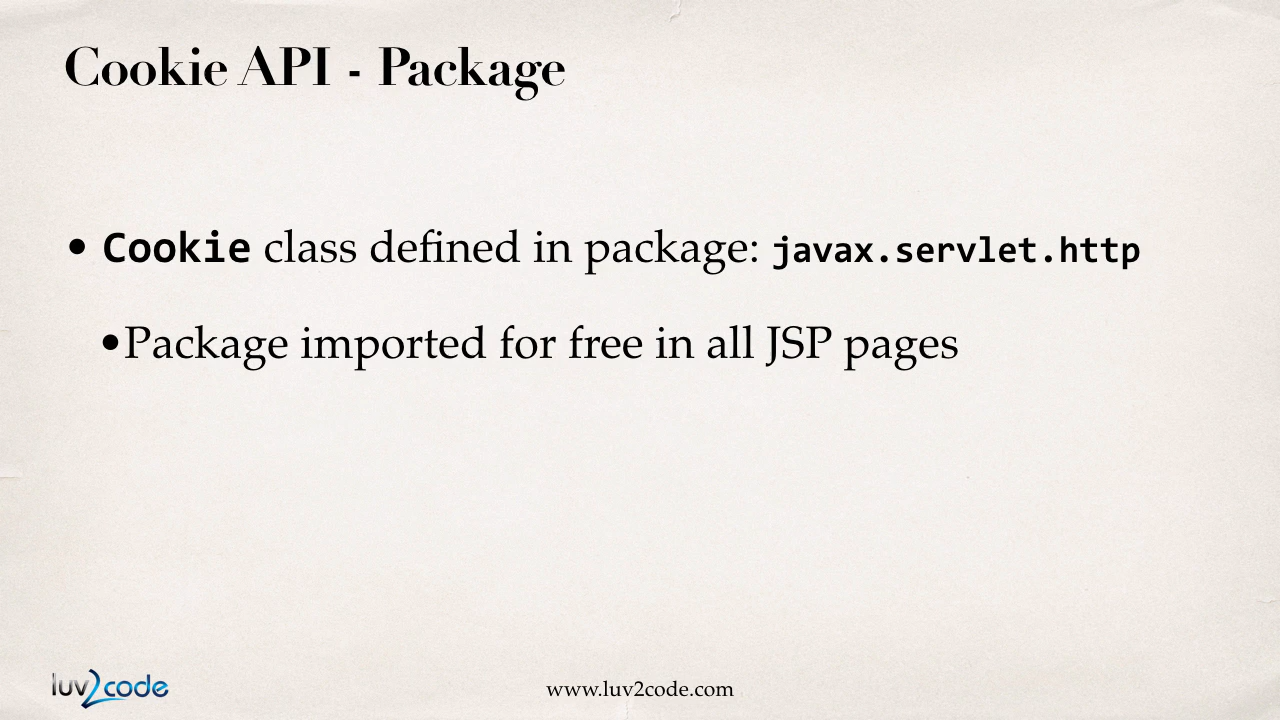 Cookie API - Package
• Cookie class defined in package: javax.servlet.http
•Package imported for free in all JSP pages
luv2code
www.luv2code.com